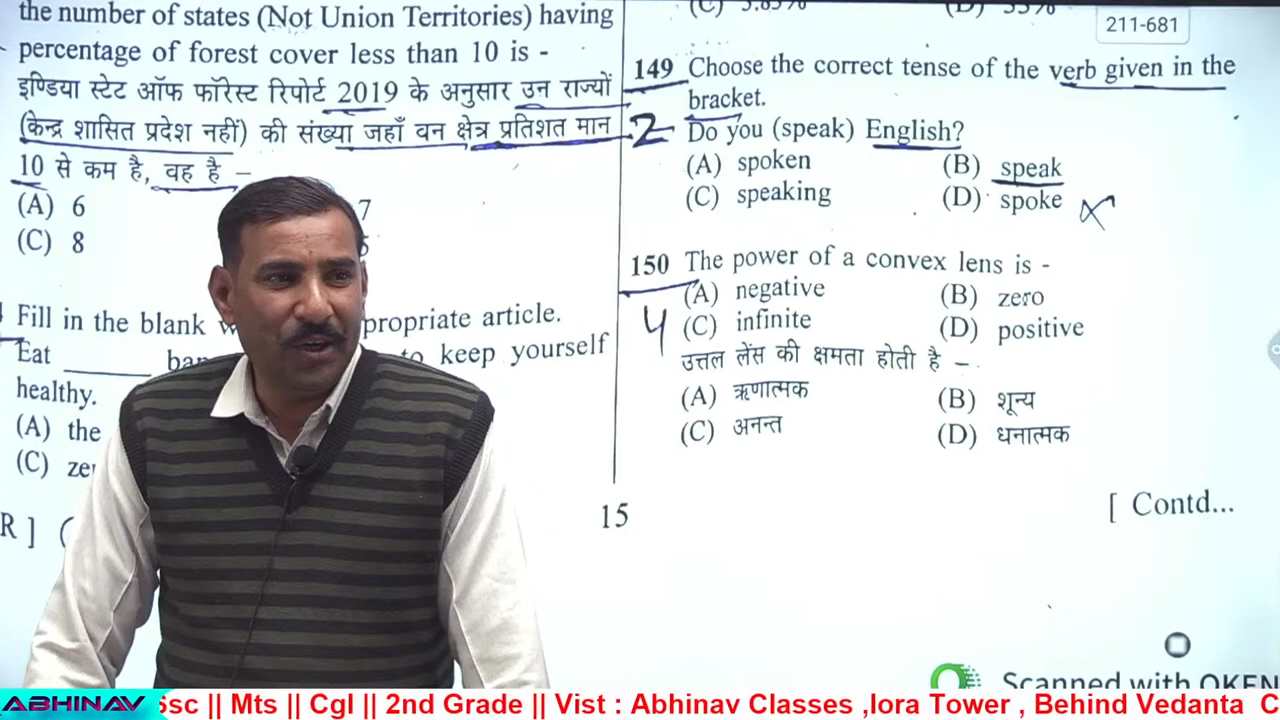 the number of states (Not Union Territories) having
percentage of forest cover less than 10 is -
इण्डिया स्टेट ऑफ फॉरेस्ट रिपोर्ट 2019 के अनुसार उन राज्यों
(केन्द्र शासित प्रदेश नहीं) की संख्या जहाँ वन क्षेत्र प्रतिशत मान
10 से कम है, वह है –
(A) 6
7
(C) 8
Fill in the blank
propriate article.
Eat ______
to keep yourself
healthy.
(A) the
(C)
R ]
15
211-681
149 Choose the correct tense of the verb given in the
bracket.
2 Do you (speak) English?
(A) spoken (B) speak
(C) speaking (D) spoke
150 The power of a convex lens is -
(A) negative (B) zero
4 (C) infinite (D) positive
उत्तल लेंस की क्षमता होती है –
(A) ऋणात्मक (B) शून्य
(C) अनन्त (D) धनात्मक
[ Contd...
Scanned with OKEN
ABHINAV
Ssc || Mts || Cgl || 2nd Grade || Vist : Abhinav Classes ,Iora Tower , Behind Vedanta C